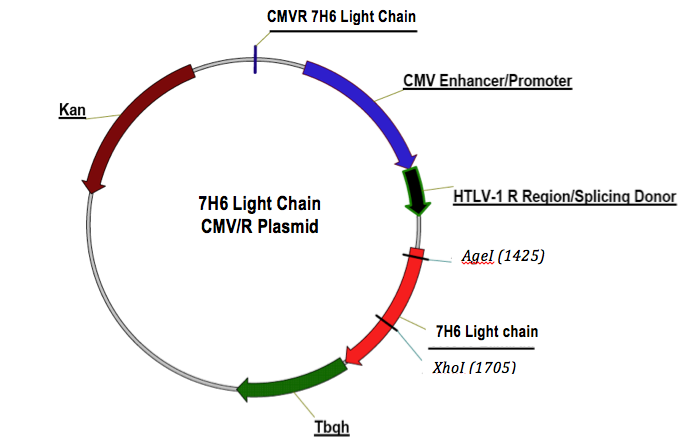 CMVR 7H6 Light Chain
CMV Enhancer/Promoter
Kan
HTLV-1 R Region/Splicing Donor
7H6 Light Chain
CMV/R Plasmid
AgeI (1425)
7H6 Light chain
XhoI (1705)
Tbgh